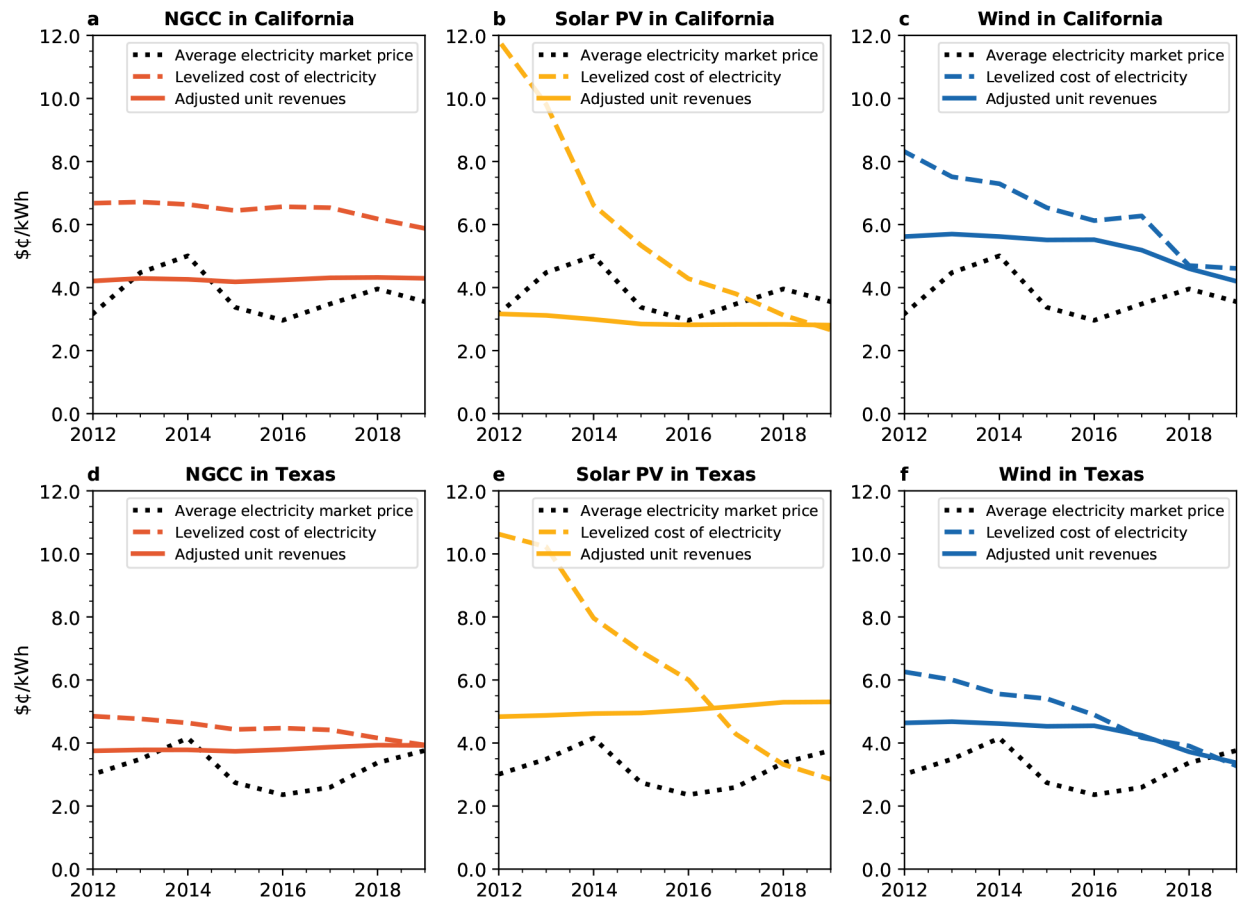 a NGCC in California
12.0
10.0
8.0
6.0
4.0
2.0
0.0
$¢/kWh
Average electricity market price
Levelized cost of electricity
Adjusted unit revenues
2012 2014 2016 2018
b Solar PV in California
12.0
10.0
8.0
6.0
4.0
2.0
0.0
Average electricity market price
Levelized cost of electricity
Adjusted unit revenues
2012 2014 2016 2018
c Wind in California
12.0
10.0
8.0
6.0
4.0
2.0
0.0
Average electricity market price
Levelized cost of electricity
Adjusted unit revenues
2012 2014 2016 2018
d NGCC in Texas
12.0
10.0
8.0
6.0
4.0
2.0
0.0
$¢/kWh
Average electricity market price
Levelized cost of electricity
Adjusted unit revenues
2012 2014 2016 2018
e Solar PV in Texas
12.0
10.0
8.0
6.0
4.0
2.0
0.0
Average electricity market price
Levelized cost of electricity
Adjusted unit revenues
2012 2014 2016 2018
f Wind in Texas
12.0
10.0
8.0
6.0
4.0
2.0
0.0
Average electricity market price
Levelized cost of electricity
Adjusted unit revenues
2012 2014 2016 2018